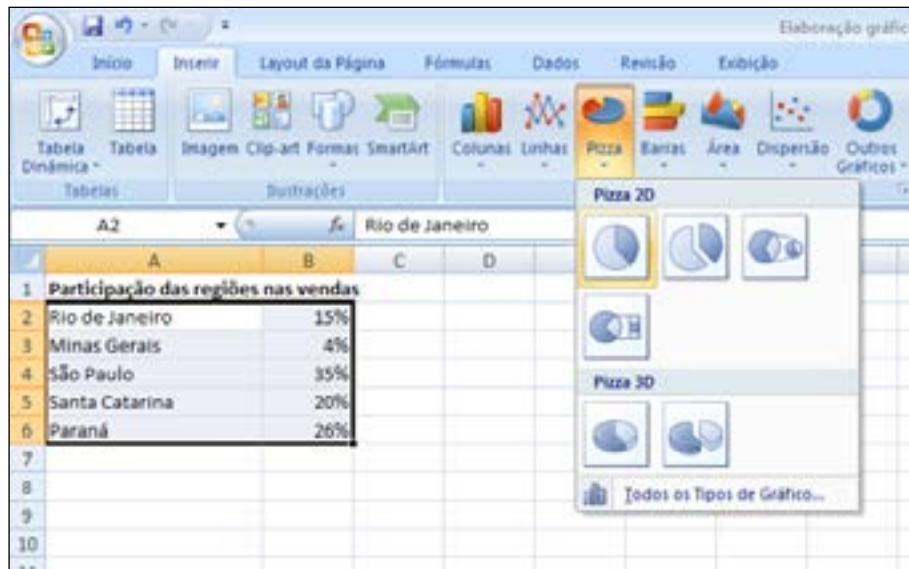 Elaboração gráfic
Início Inserir Layout da Página Fórmulas Dados Revisão Exibição
Tabela Dinâmica Tabela Imagem Clip-art Formas SmartArt Colunas Linhas Pizza Barras Área Dispersão Outros Gráficos
Tabelas Ilustrações
Pizza 2D
A2 fx Rio de Janeiro
A B C D
1 Participação das regiões nas vendas
2 Rio de Janeiro 15%
3 Minas Gerais 4%
4 São Paulo 35%
5 Santa Catarina 20%
6 Paraná 26%
7
8
9
10
Pizza 3D
Todos os Tipos de Gráfico...